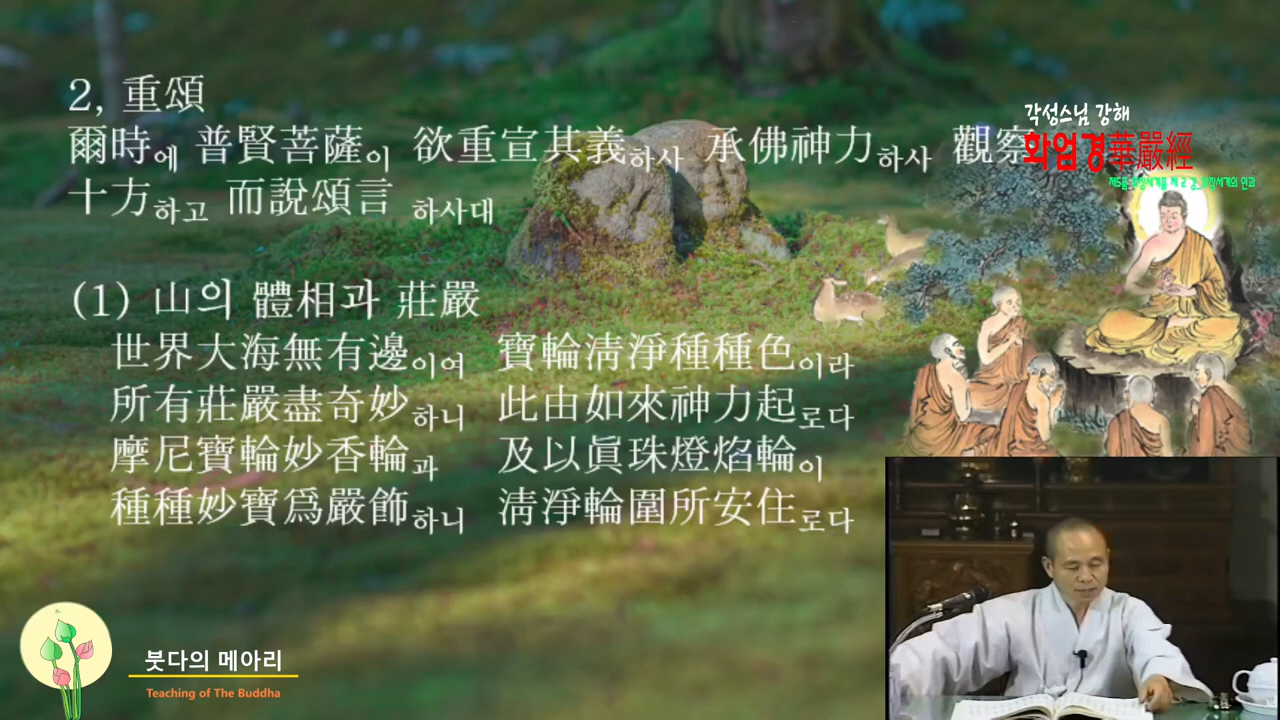 2, 重頌
爾時에 普賢菩薩이 欲重宣其義하사 承佛神力하사 觀察
十方하고 而說頌言 하사대
(1) 山의 體相과 莊嚴
世界大海無有邊이여 寶輪淸淨種種色이라
所有莊嚴盡奇妙하니 此由如來神力起로다
摩尼寶輪妙香輪과 及以眞珠燈焰輪이
種種妙寶爲嚴飾하니 淸淨輪圍所安住로다
각성스님 강해
화엄경華嚴經
붓다의 메아리
Teaching of The Buddha